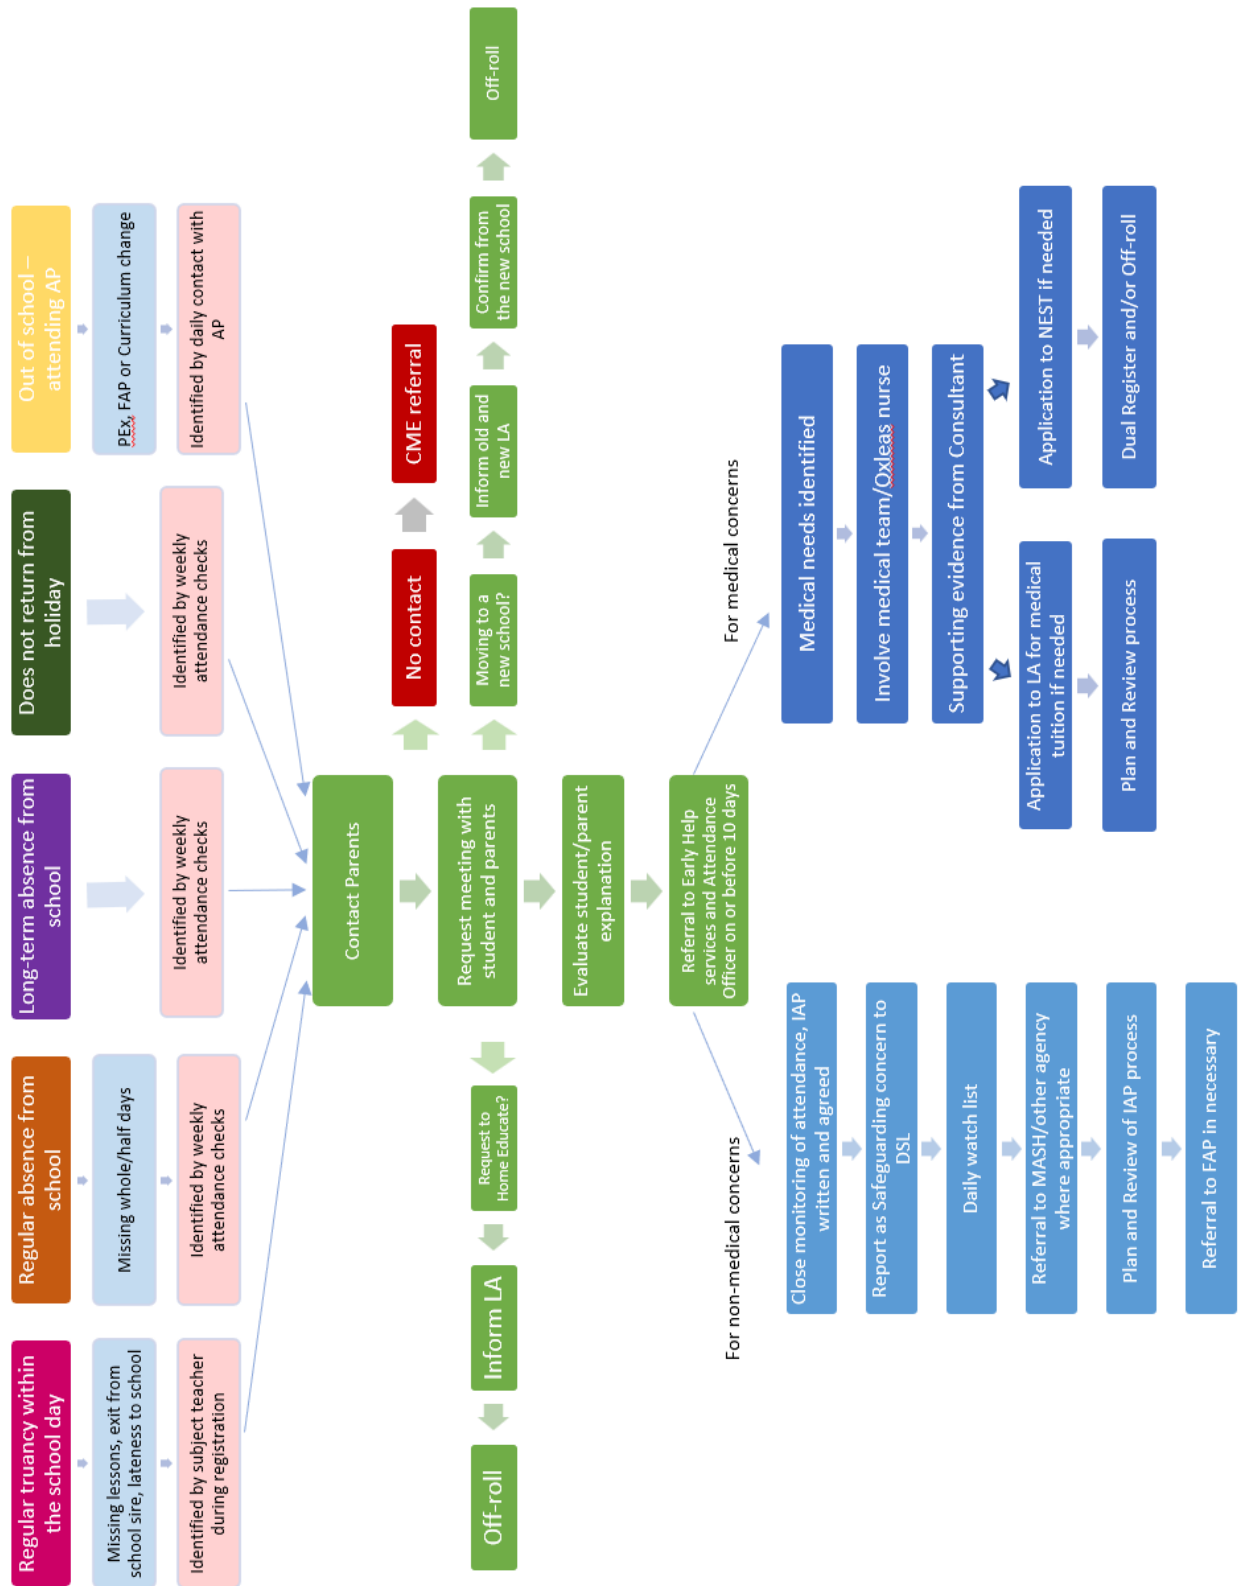 Regular truancy within
the school day
Missing lessons, exit from
school sire, lateness to school
Identified by subject teacher
during registration
Regular absence from
school
Missing whole/half days
Identified by weekly
attendance checks
Long-term absence from
school
Identified by weekly
attendance checks
Does not return from
holiday
Identified by weekly
attendance checks
Out of school –
attending AP
PEx, FAP or Curriculum change
Identified by daily contact with
AP
Contact Parents
No contact
CME referral
Request meeting with
student and parents
Moving to a
new school?
Inform old and
new LA
Confirm from
the new school
Off-roll
Request to
Home Educate?
Inform LA
Off-roll
Evaluate student/parent
explanation
Referral to Early Help
services and Attendance
Officer on or before 10 days
For non-medical concerns
Close monitoring of attendance, IAP
written and agreed
Report as Safeguarding concern to
DSL
Daily watch list
Referral to MASH/other agency
where appropriate
Plan and Review of IAP process
Referral to FAP in necessary
For medical concerns
Medical needs identified
Involve medical team/Oxleas nurse
Supporting evidence from Consultant
Application to LA for medical
tuition if needed
Plan and Review process
Application to NEST if needed
Dual Register and/or Off-roll